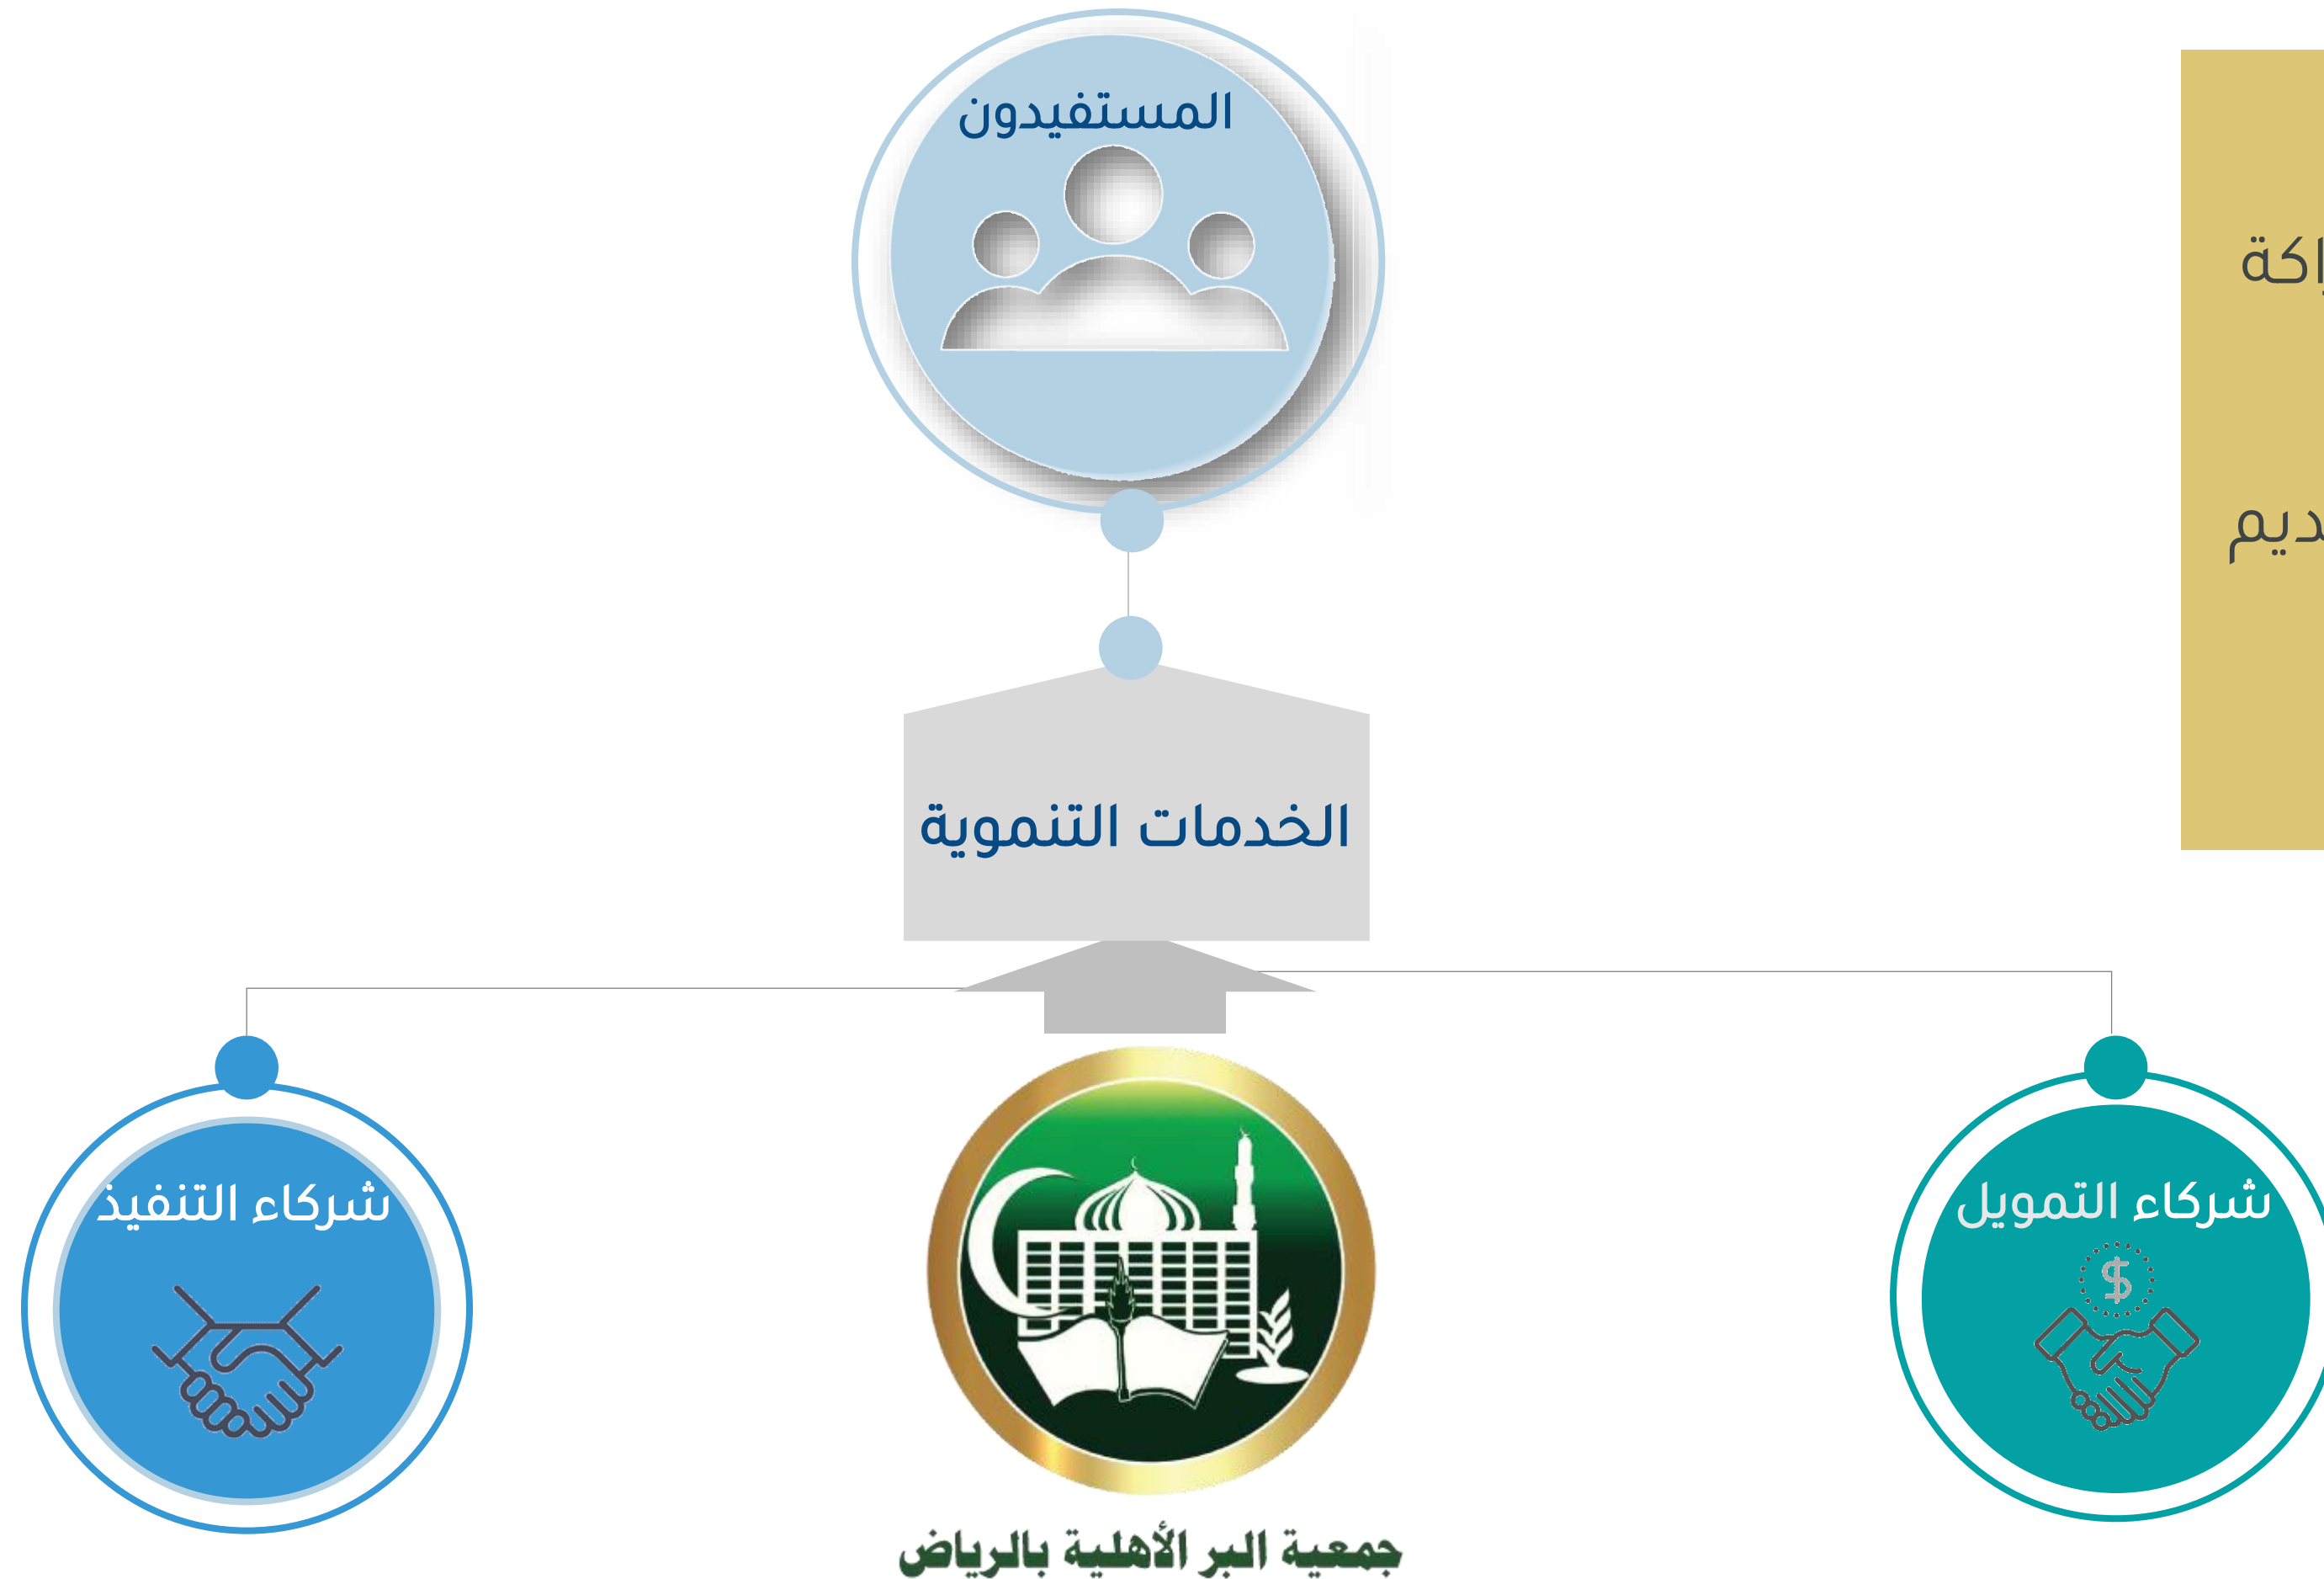 المستفيدون
الخدمات التنموية
شركاء التمويل
شركاء التنفيذ
جمعية البر الأهلية بالرياض